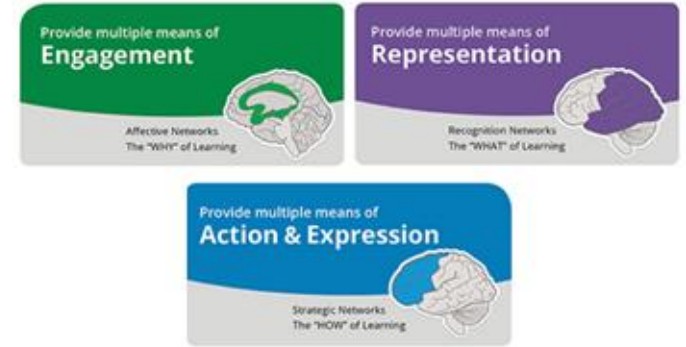 Provide multiple means of
Engagement
Affective Networks
The "WHY" of Learning
Provide multiple means of
Representation
Recognition Networks
The "WHAT" of Learning
Provide multiple means of
Action & Expression
Strategic Networks
The "HOW" of Learning